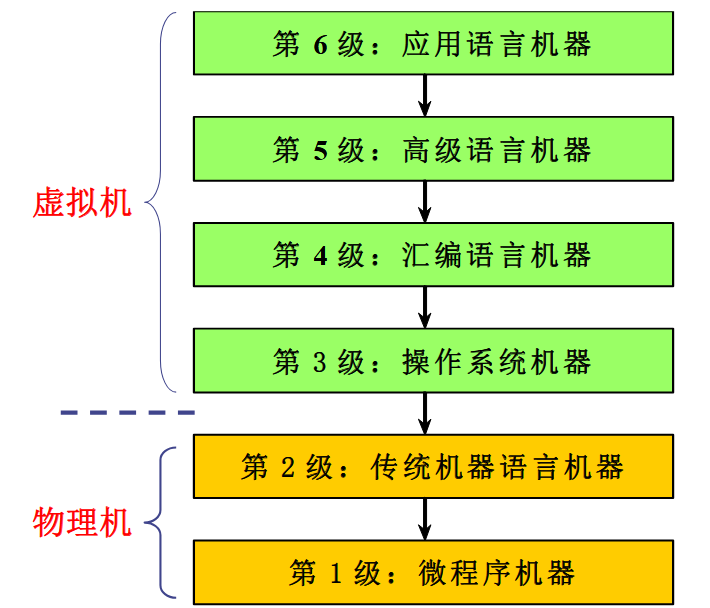 第 6 级：应用语言机器
第 5 级：高级语言机器
虚拟机
第 4 级：汇编语言机器
第 3 级：操作系统机器
第 2 级：传统机器语言机器
物理机
第 1 级：微程序机器